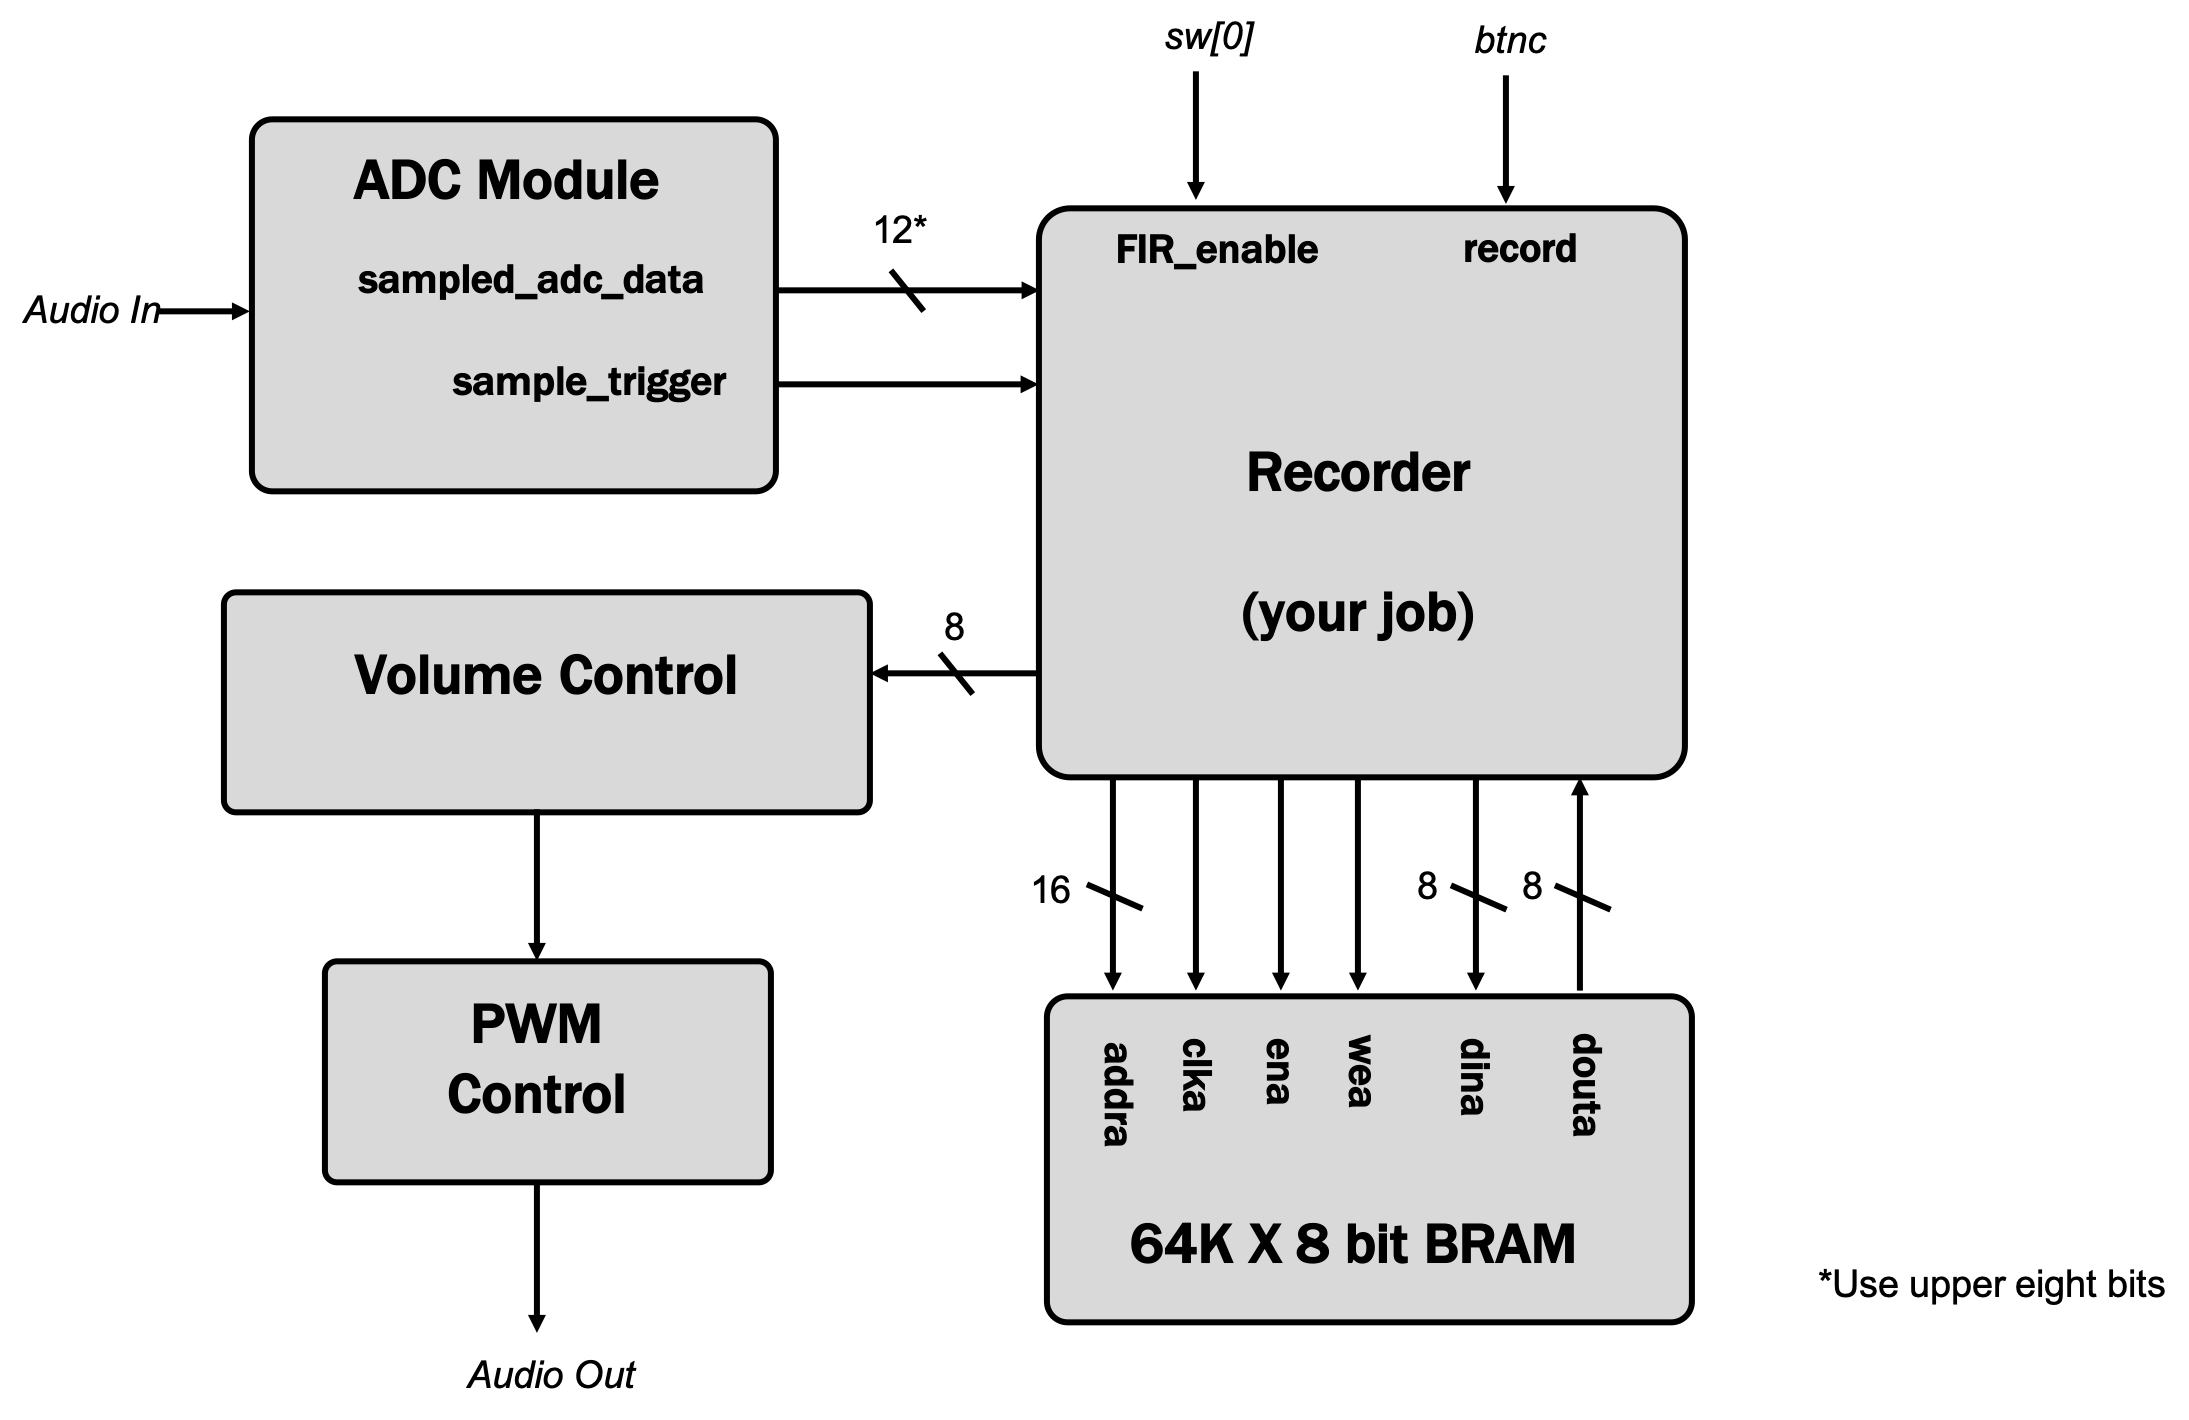 sw[0]
btnc
ADC Module
12*
sampled_adc_data
FIR_enable
record
Audio In
sample_trigger
Recorder
(your job)
8
Volume Control
16
8
8
PWM
Control
addra
clka
ena
wea
dina
douta
64K X 8 bit BRAM
*Use upper eight bits
Audio Out